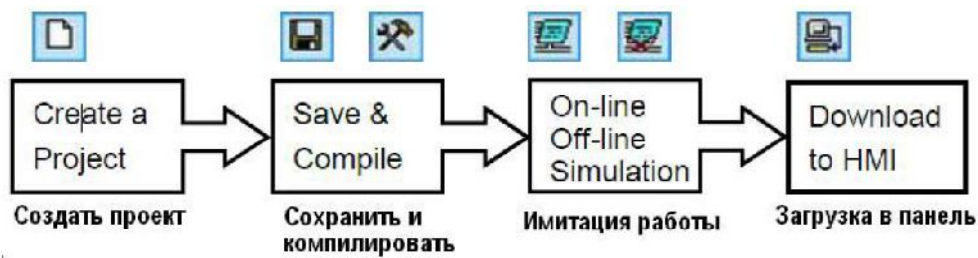 Create a
Project
Save &
Compile
On-line
Off-line
Simulation
Download
to HMI
Создать проект
Сохранить и
компилировать
Имитация работы
Загрузка в панель